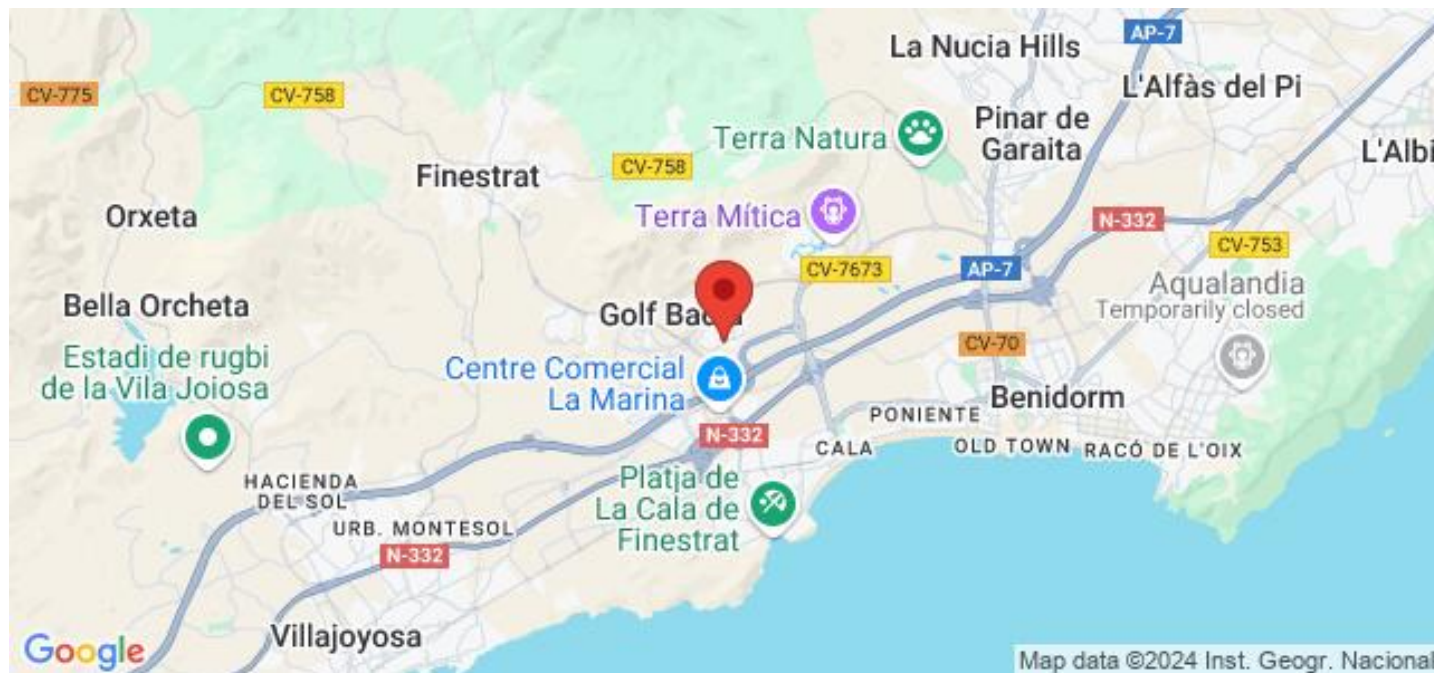 La Nucia Hills
AP-7
CV-775
CV-758
L'Alfàs del Pi
Terra Natura
Pinar de
Garaita
L'Albi
Finestrat
CV-758
Orxeta
Terra Mítica
N-332
CV-753
CV-7673
AP-7
Aqualandia
Temporarily closed
Bella Orcheta
Golf
Estadi de rugbi
de la Vila Joiosa
Centre Comercial
La Marina
CV-70
Benidorm
PONIENTE
N-332
CALA
OLD TOWN
RACÓ DE L'OIX
HACIENDA
DEL SOL
Platja de
La Cala de
Finestrat
URB. MONTESOL
N-332
Villajoyosa
Google
Map data ©2024 Inst. Geogr. Nacional